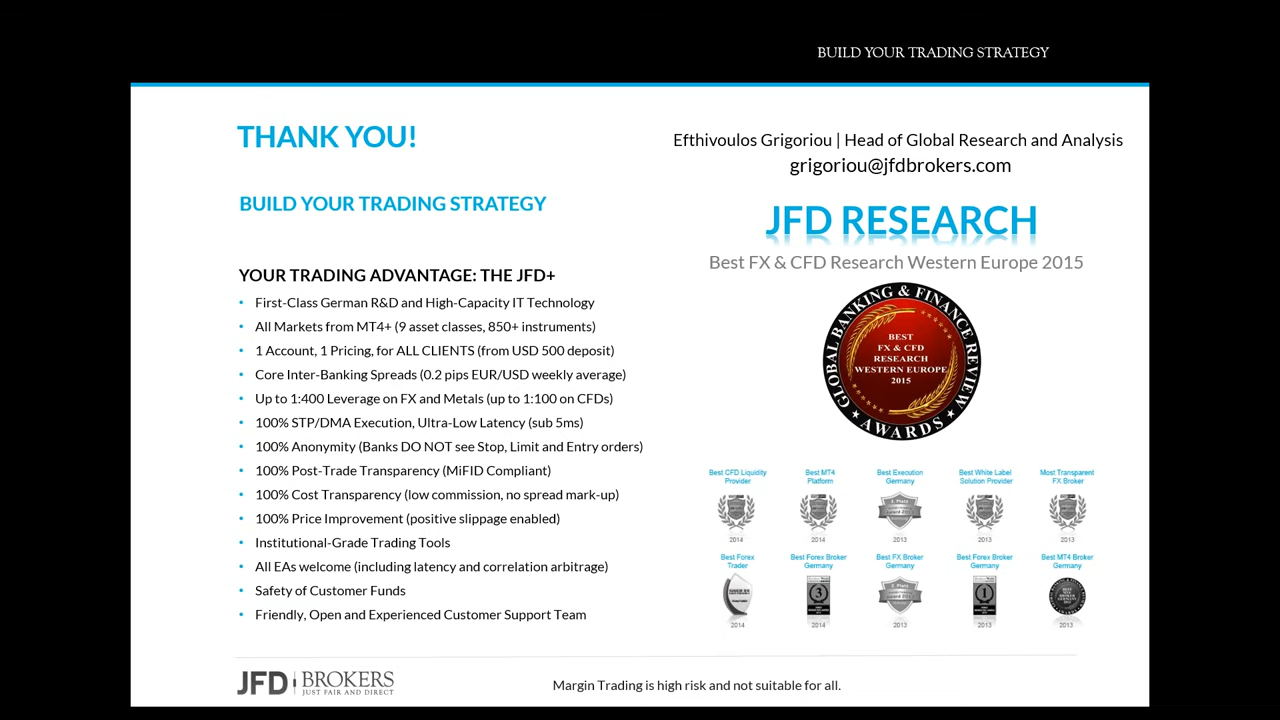 BUILD YOUR TRADING STRATEGY
THANK YOU!
BUILD YOUR TRADING STRATEGY
YOUR TRADING ADVANTAGE: THE JFD+
• First-Class German R&D and High-Capacity IT Technology
• All Markets from MT4+ (9 asset classes, 850+ instruments)
• 1 Account, 1 Pricing, for ALL CLIENTS (from USD 500 deposit)
• Core Inter-Banking Spreads (0.2 pips EUR/USD weekly average)
• Up to 1:400 Leverage on FX and Metals (up to 1:100 on CFDs)
• 100% STP/DMA Execution, Ultra-Low Latency (sub 5ms)
• 100% Anonymity (Banks DO NOT see Stop, Limit and Entry orders)
• 100% Post-Trade Transparency (MiFID Compliant)
• 100% Cost Transparency (low commission, no spread mark-up)
• 100% Price Improvement (positive slippage enabled)
• Institutional-Grade Trading Tools
• All EAs welcome (including latency and correlation arbitrage)
• Safety of Customer Funds
• Friendly, Open and Experienced Customer Support Team
Efthivoulos Grigoriou | Head of Global Research and Analysis
grigoriou@jfdbrokers.com
JFD RESEARCH
Best FX & CFD Research Western Europe 2015
GLOBAL BANKING & FINANCE REVIEW
BEST
FX & CFD
RESEARCH
WESTERN EUROPE
2015
★ AWARDS ★
Best CFD Liquidity
Provider
2014
Best MT4
Platform
2014
Best Execution
Germany
2013
Best White Label
Solution Provider
2013
Most Transparent
FX Broker
2013
Best Forex
Trader
2014
Best Forex Broker
Germany
3
2014
Best FX Broker
Germany
2013
Best Forex Broker
Germany
1
2013
Best MT4 Broker
Germany
2013
JFD BROKERS
JUST FAIR AND DIRECT
Margin Trading is high risk and not suitable for all.